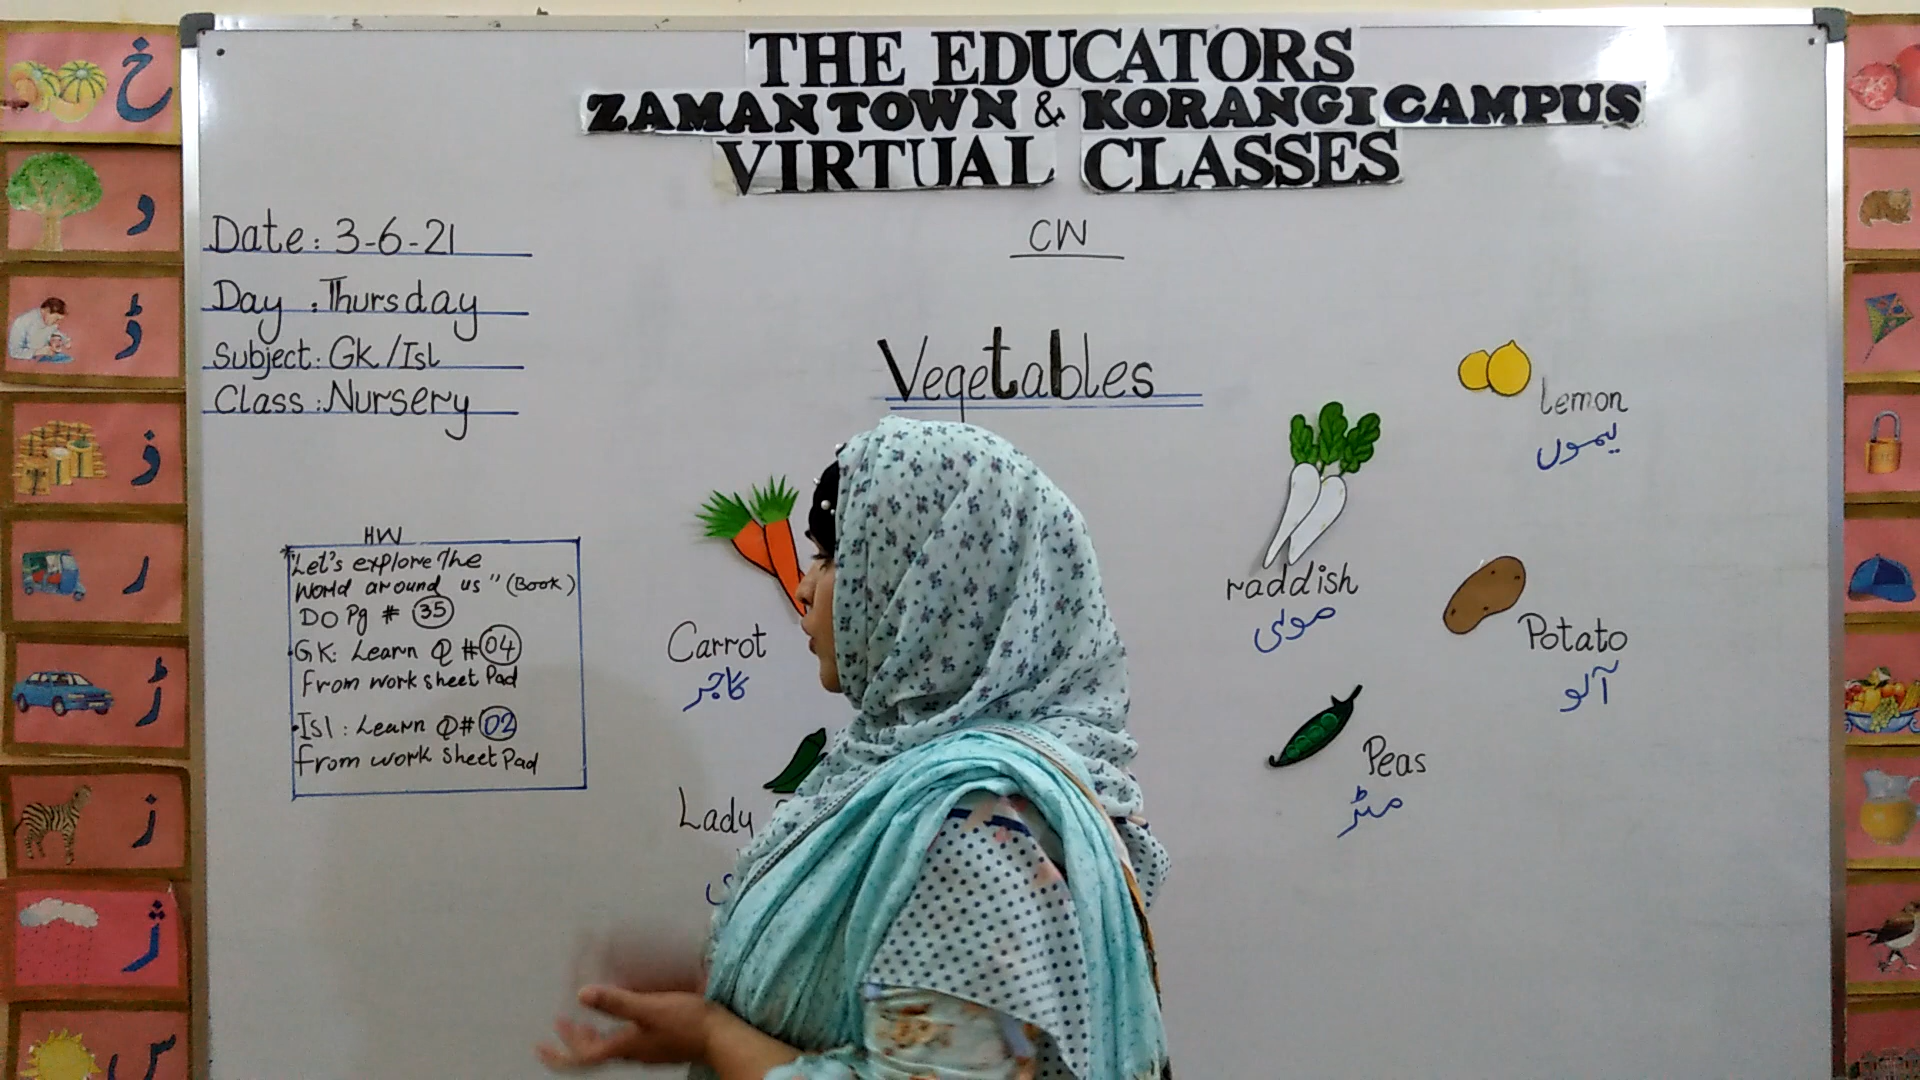 THE EDUCATORS
ZAMAN TOWN & KORANGI CAMPUS
VIRTUAL CLASSES
Date: 3-6-21
Day : Thursday
Subject: Gk/Isl
Class: Nursery
CW
Vegetables
HW
"Let's explore The
World around us" (Book)
DO Pg # 35
GK: Learn Q #04
from work sheet Pad
Isl: Learn Q# 02
from work Sheet Pad
Carrot
گاجر
Lady
ی
raddish
مولی
lemon
لیموں
Potato
آلو
Peas
مٹر
خ
د
ڈ
ذ
ر
ڑ
ز
ژ
س